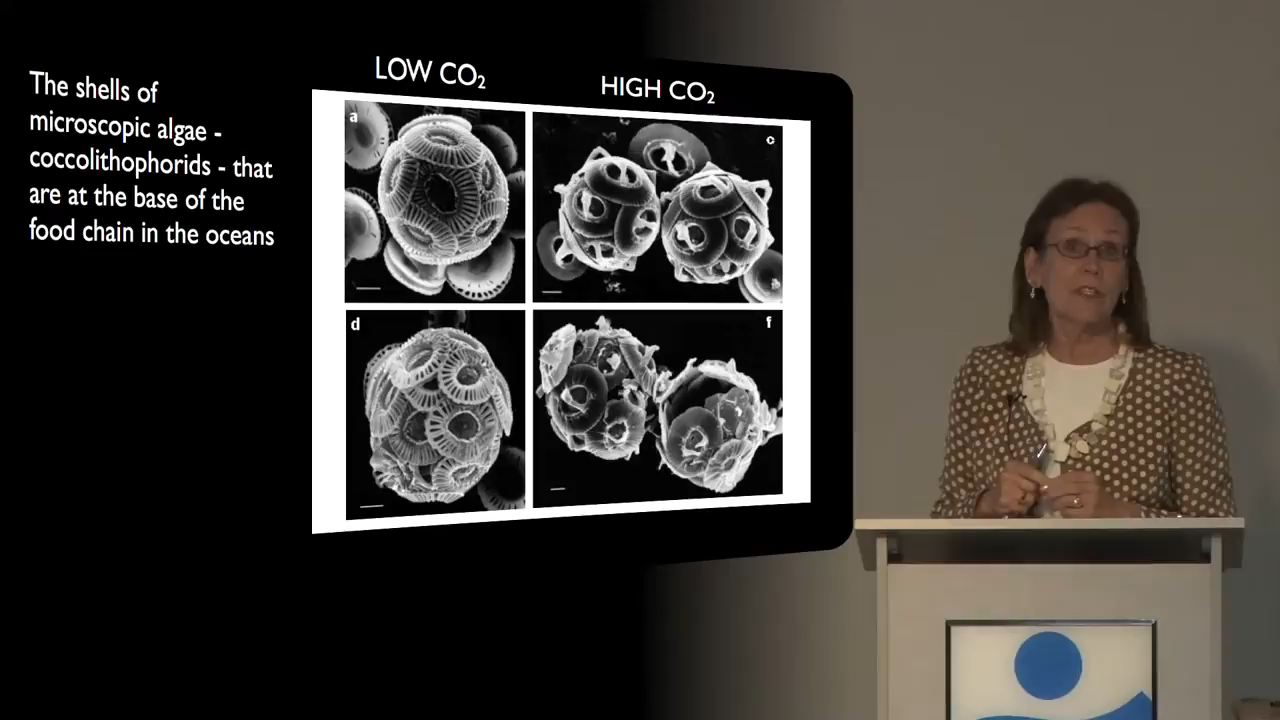 The shells of
microscopic algae -
coccolithophorids - that
are at the base of the
food chain in the oceans
LOW CO₂
HIGH CO₂
a
c
d
f